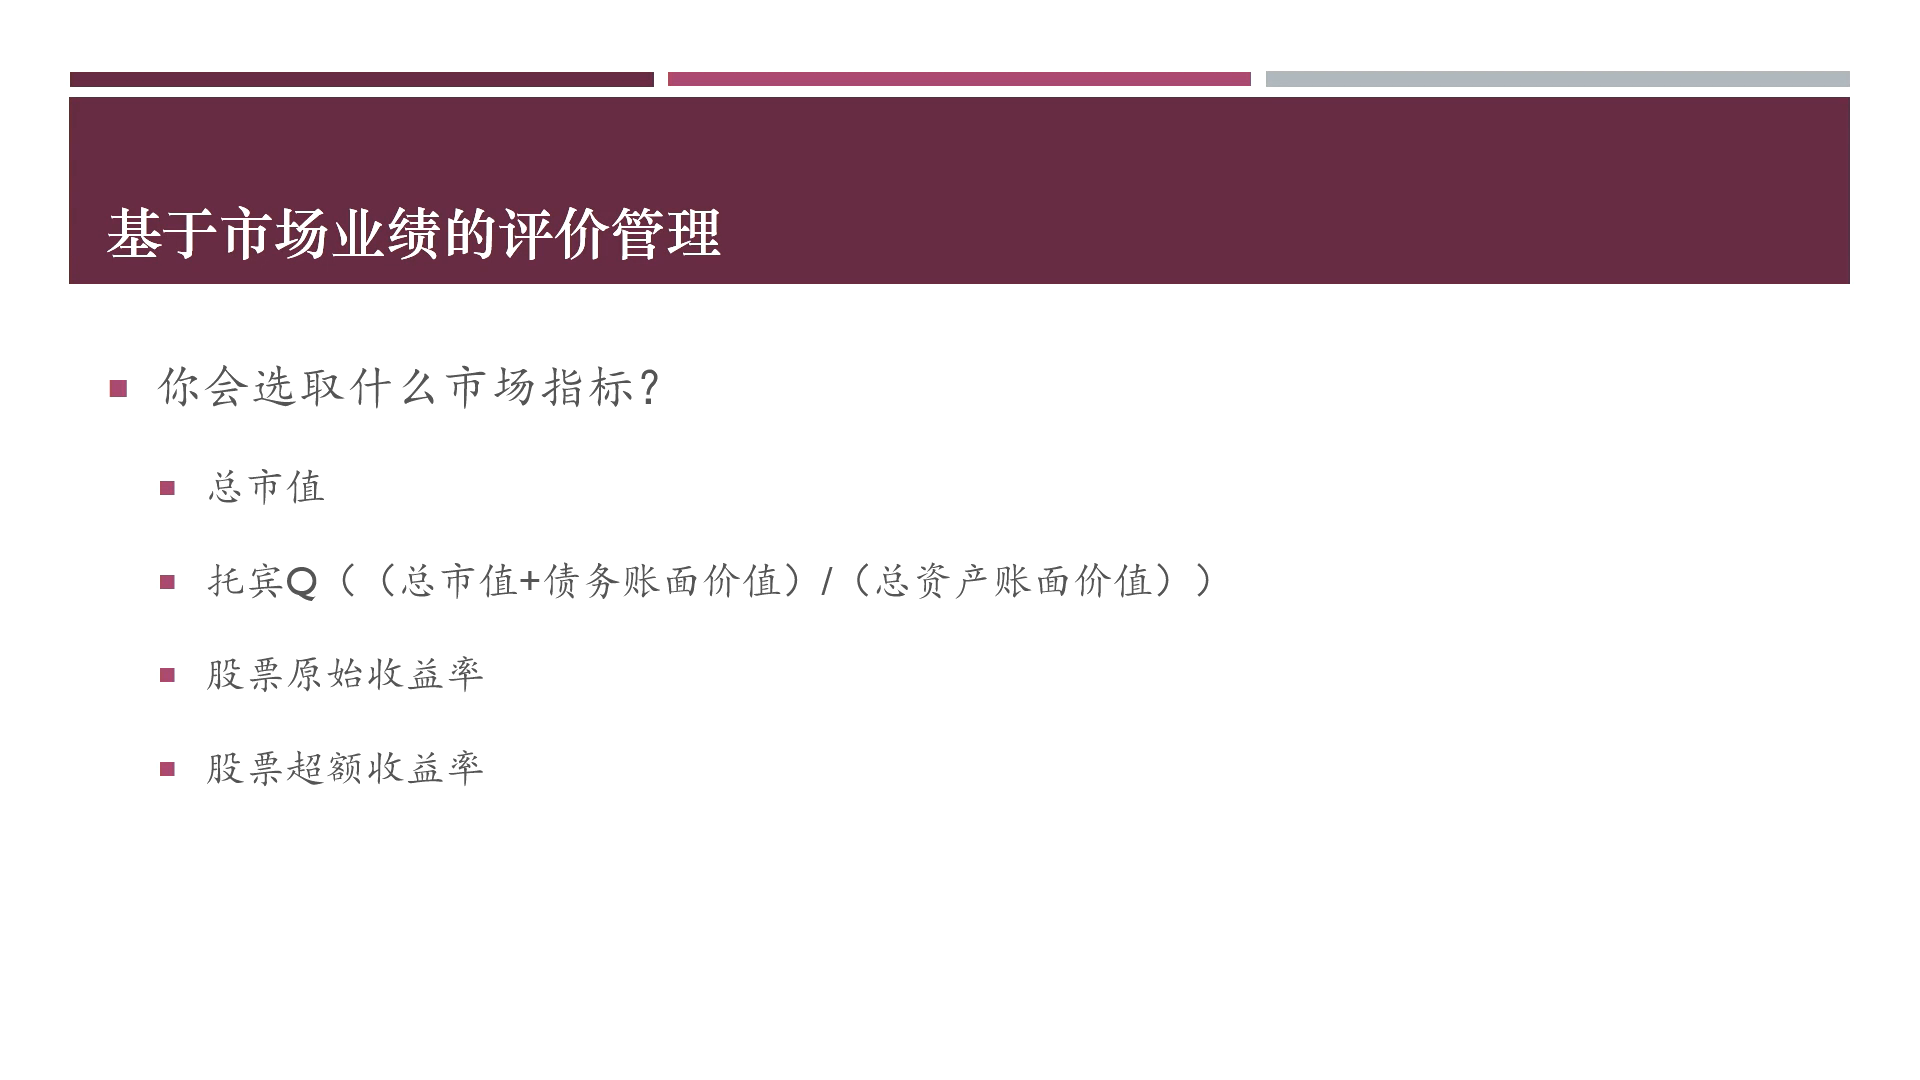 基于市场业绩的评价管理
你会选取什么市场指标？
总市值
托宾Q（（总市值+债务账面价值）/（总资产账面价值））
股票原始收益率
股票超额收益率